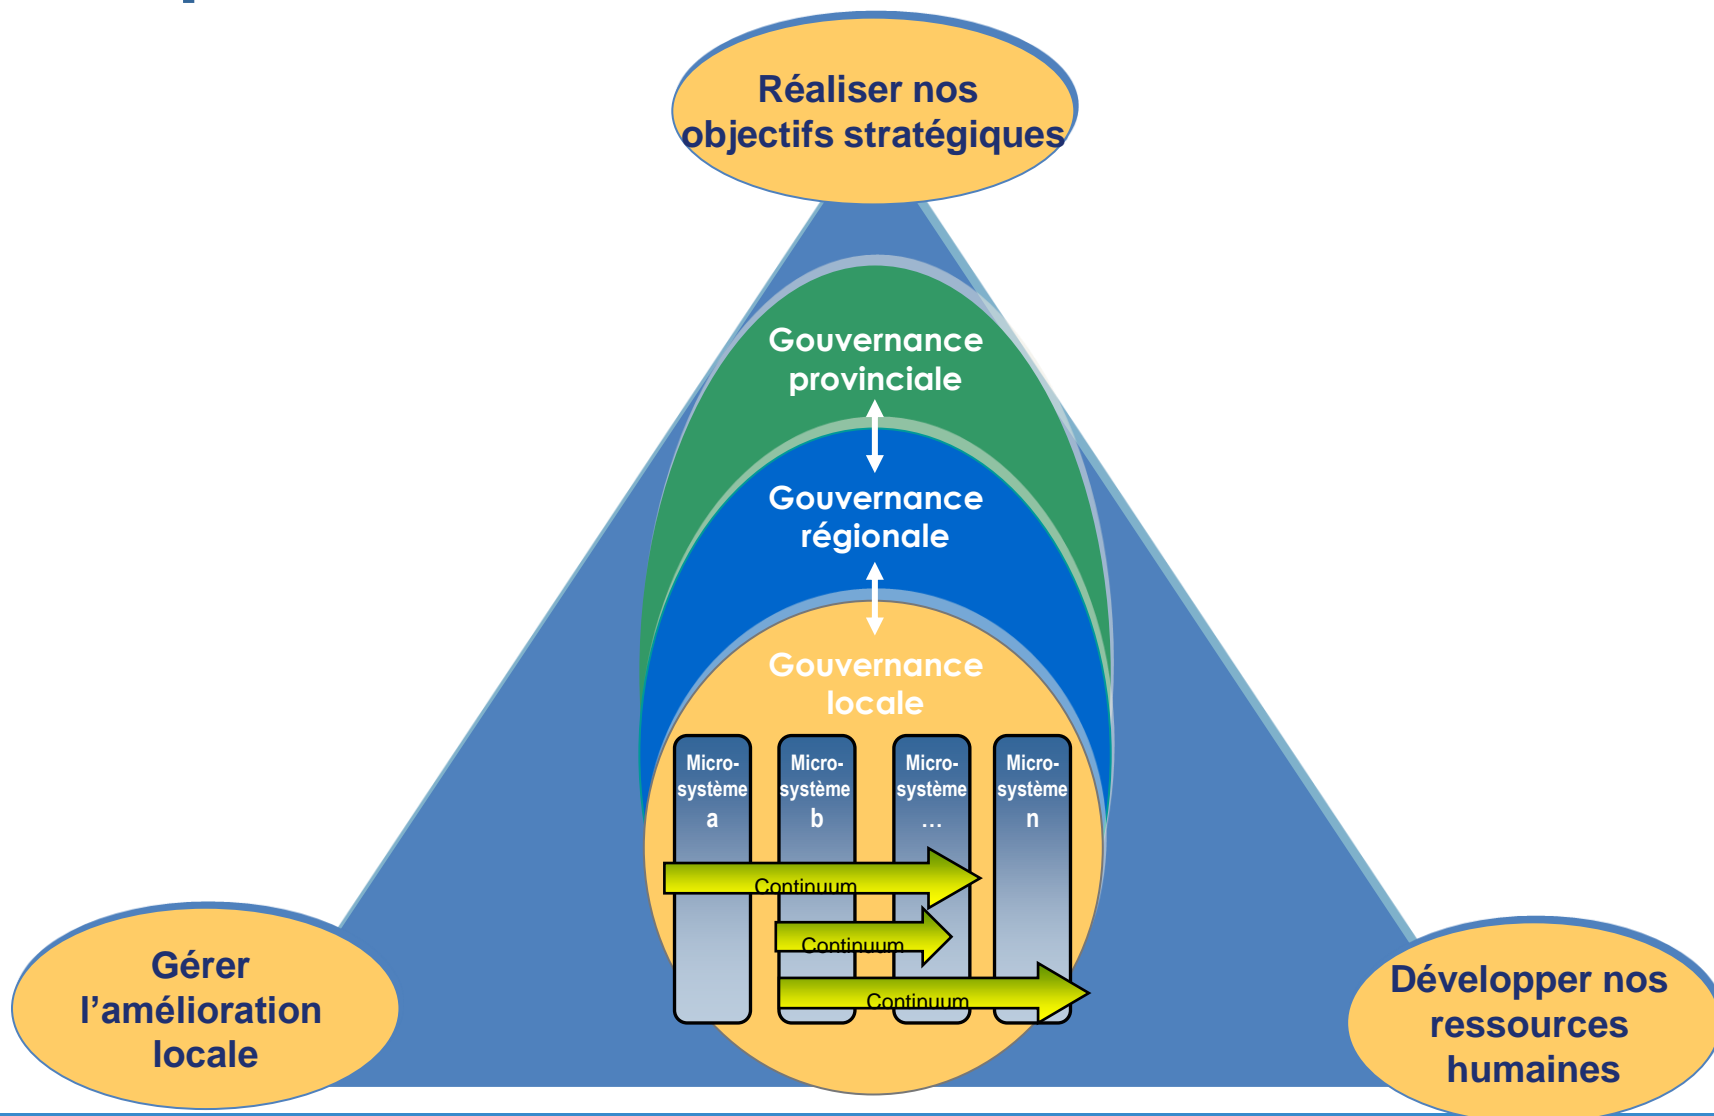 Réaliser nos
objectifs stratégiques
Gouvernance
provinciale
Gouvernance
régionale
Gouvernance
locale
Micro-
système
a
Micro-
système
b
Micro-
système
…
Micro-
système
n
Continuum
Continuum
Continuum
Gérer
l’amélioration
locale
Développer nos
ressources
humaines